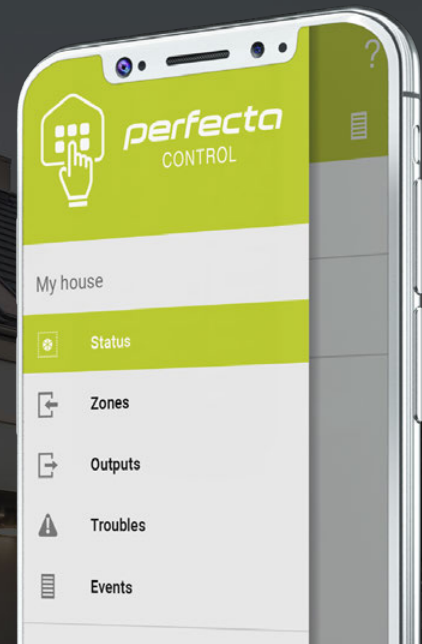 ?
perfecta
CONTROL
My house
Status
Zones
Outputs
Troubles
Events